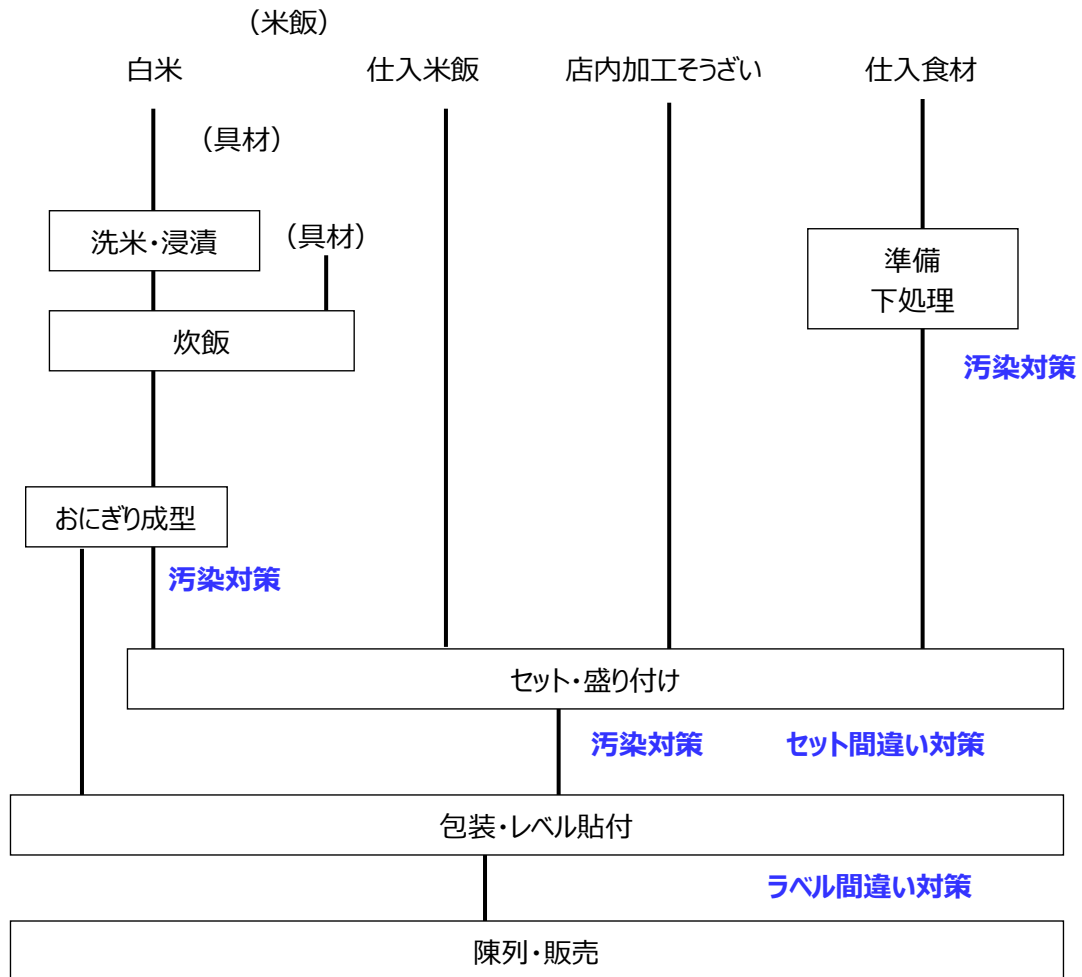 （米飯）
白米
仕入米飯
店内加工そうざい
仕入食材
（具材）
洗米・浸漬
（具材）
準備
下処理
炊飯
汚染対策
おにぎり成型
汚染対策
セット・盛り付け
汚染対策
セット間違い対策
包装・レベル貼付
ラベル間違い対策
陳列・販売